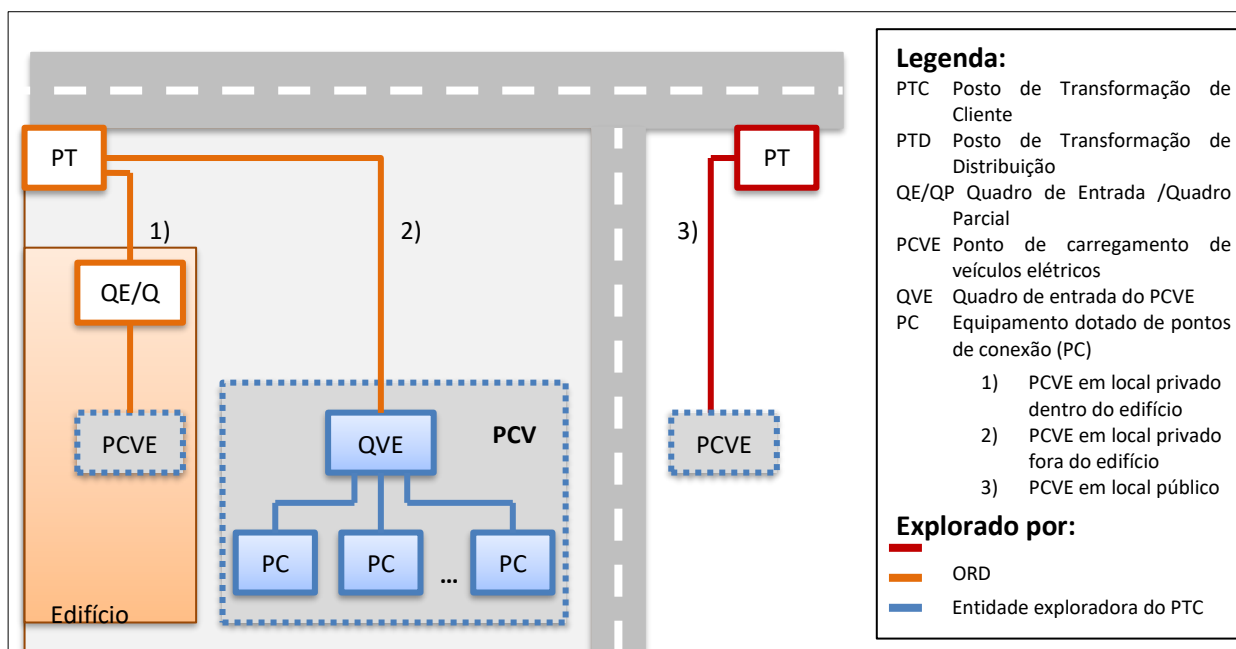 PT
PT
1)
2)
3)
QE/Q
PCVE
QVE
PCV
PCVE
PC
PC
...
PC
Edifício
Legenda:
PTC Posto de Transformação de
Cliente
PTD Posto de Transformação de
Distribuição
QE/QP Quadro de Entrada /Quadro
Parcial
PCVE Ponto de carregamento de
veículos elétricos
QVE Quadro de entrada do PCVE
PC Equipamento dotado de pontos
de conexão (PC)
1) PCVE em local privado
dentro do edifício
2) PCVE em local privado
fora do edifício
3) PCVE em local público
Explorado por:
ORD
Entidade exploradora do PTC